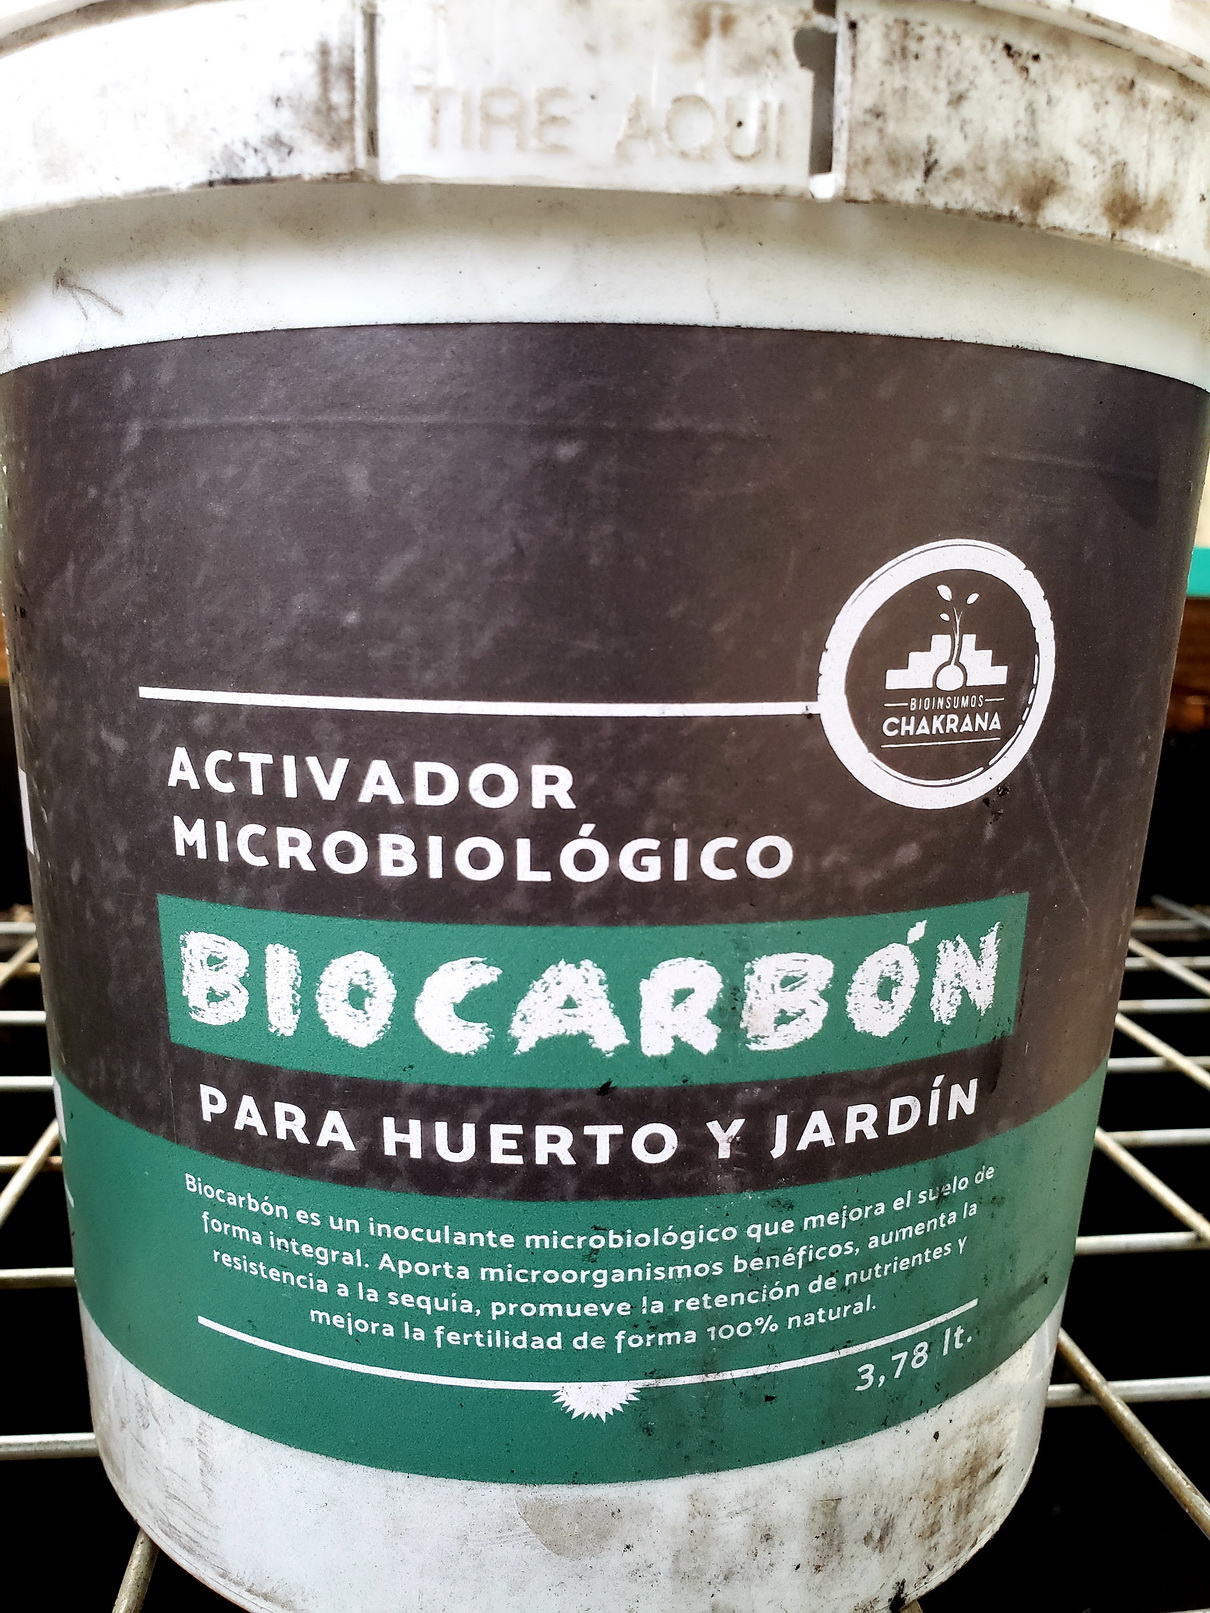 TIRE AQUI
BIOINSUMOS
CHAKRANA
ACTIVADOR
MICROBIOLÓGICO
BIOCARBÓN
PARA HUERTO Y JARDÍN
Biocarbón es un inoculante microbiológico que mejora el suelo de
forma integral. Aporta microorganismos benéficos, aumenta la
resistencia a la sequía, promueve la retención de nutrientes y
mejora la fertilidad de forma 100% natural.
3,78 lt.